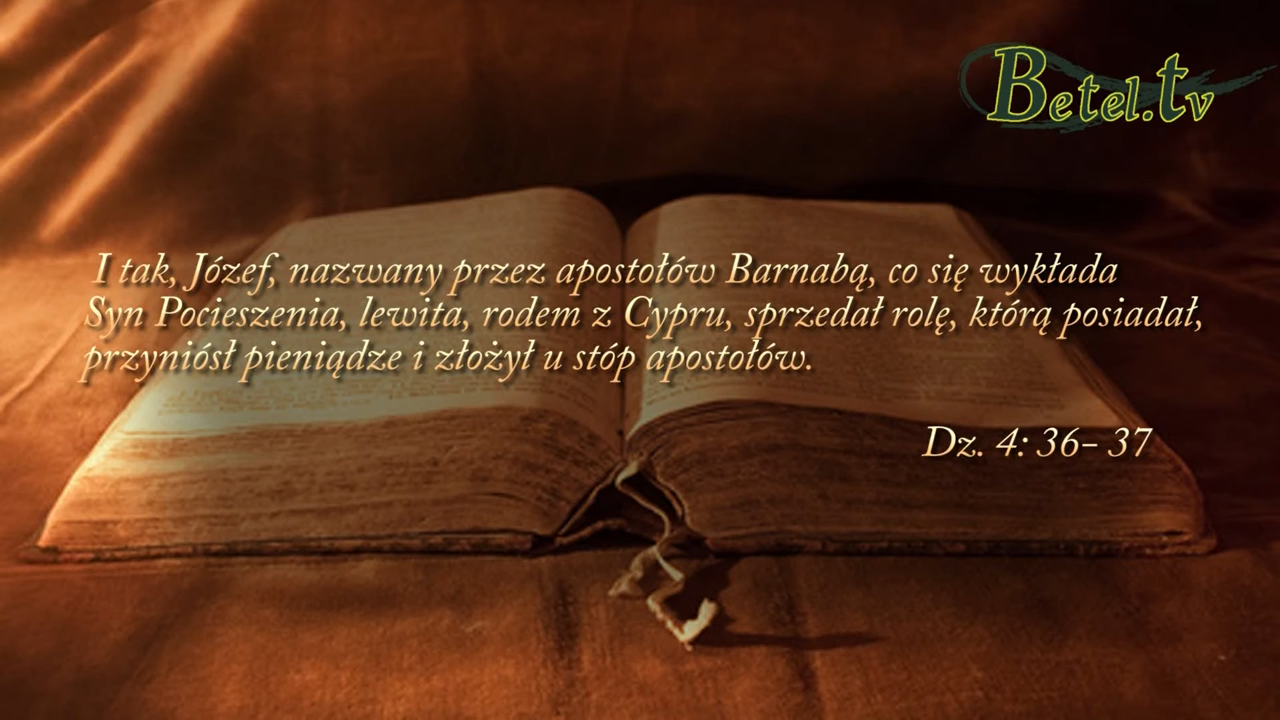 Betel.tv
I tak, Józef, nazwany przez apostołów Barnabą, co się wykłada
Syn Pocieszenia, lewita, rodem z Cypru, sprzedał rolę, którą posiadał,
przyniósł pieniądze i złożył u stóp apostołów.
Dz. 4: 36– 37